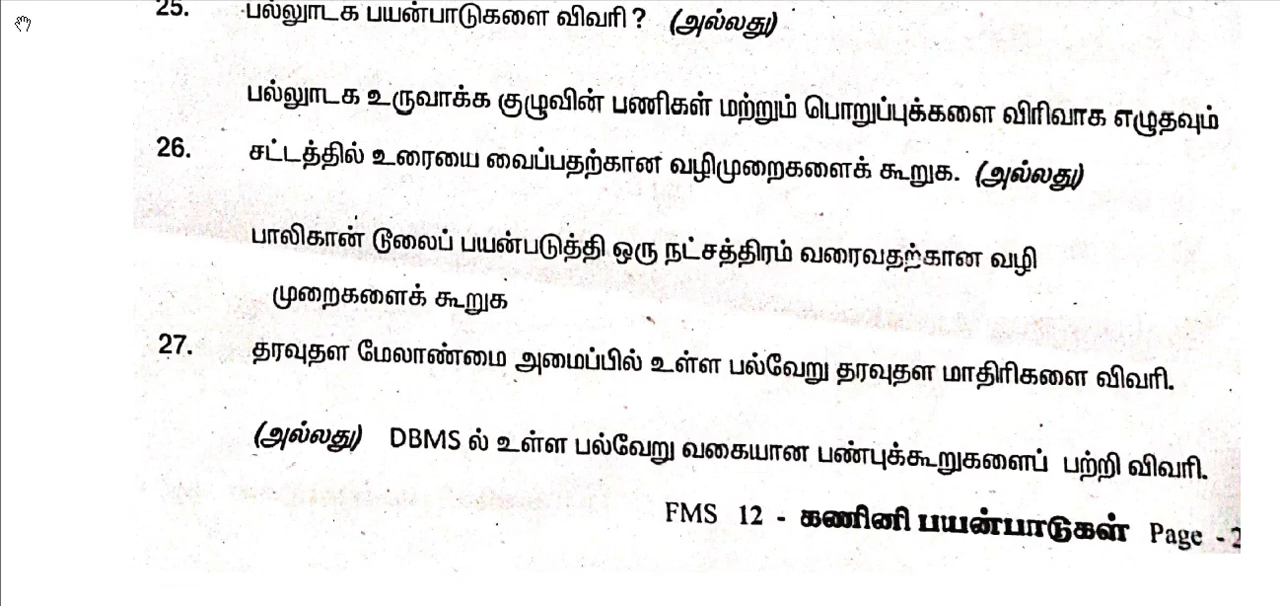 25. பல்லூடக பயன்பாடுகளை விவரி ? (அல்லது)
பல்லூடக உருவாக்க குழுவின் பணிகள் மற்றும் பொறுப்புக்களை விரிவாக எழுதவும்
26. சட்டத்தில் உரையை வைப்பதற்கான வழிமுறைகளைக் கூறுக. (அல்லது)
பாலிகான் டூலைப் பயன்படுத்தி ஒரு நட்சத்திரம் வரைவதற்கான வழி
முறைகளைக் கூறுக
27. தரவுதள மேலாண்மை அமைப்பில் உள்ள பல்வேறு தரவுதள மாதிரிகளை விவரி.
(அல்லது) DBMS ல் உள்ள பல்வேறு வகையான பண்புக்கூறுகளைப் பற்றி விவரி.
FMS 12 - கணினி பயன்பாடுகள் Page - 2